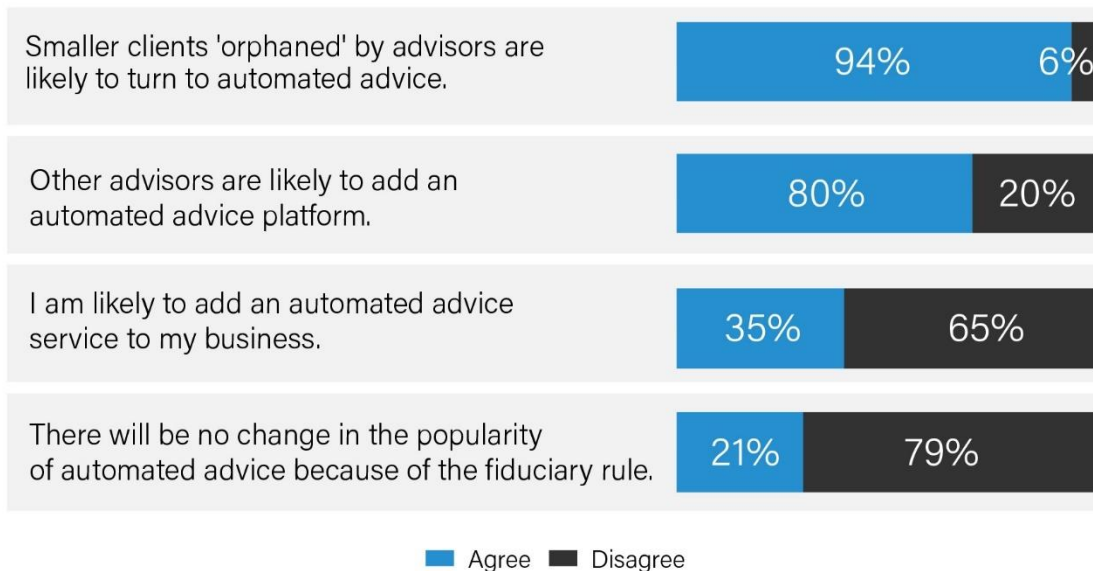 Smaller clients 'orphaned' by advisors are
likely to turn to automated advice.
94% 6%
Other advisors are likely to add an
automated advice platform.
80% 20%
I am likely to add an automated advice
service to my business.
35% 65%
There will be no change in the popularity
of automated advice because of the fiduciary rule.
21% 79%
Agree Disagree